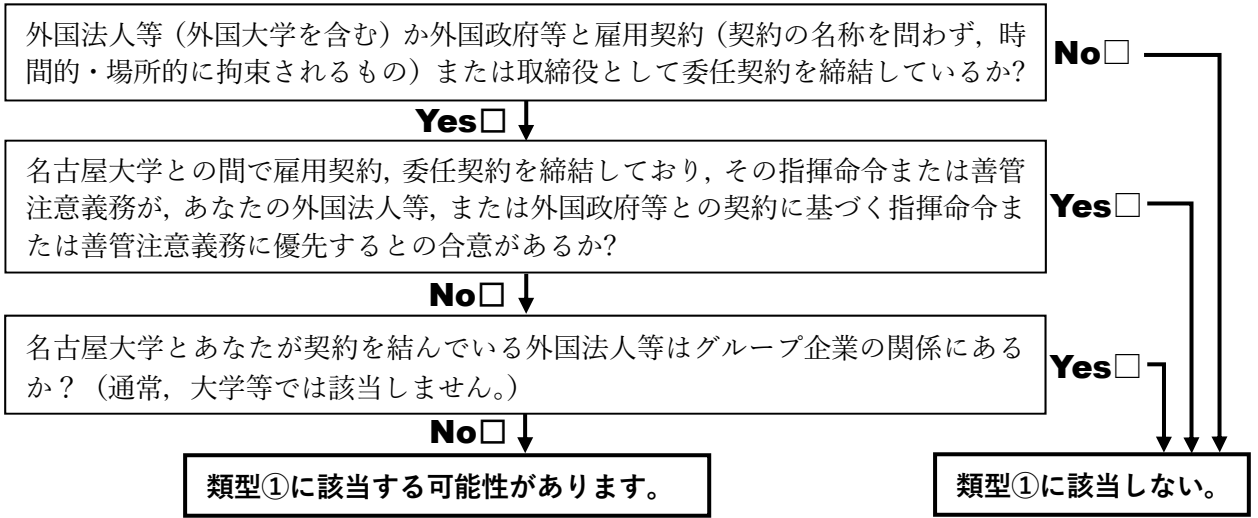 外国法人等（外国大学を含む）か外国政府等と雇用契約（契約の名称を問わず，時
間的・場所的に拘束されるもの）または取締役として委任契約を締結しているか？
No□
Yes□
名古屋大学との間で雇用契約，委任契約を締結しており，その指揮命令または善管
注意義務が，あなたの外国法人等，または外国政府等との契約に基づく指揮命令ま
たは善管注意義務に優先するとの合意があるか？
Yes□
No□
名古屋大学とあなたが契約を結んでいる外国法人等はグループ企業の関係にある
か？（通常，大学等では該当しません。）
Yes□
No□
類型①に該当する可能性があります。
類型①に該当しない。